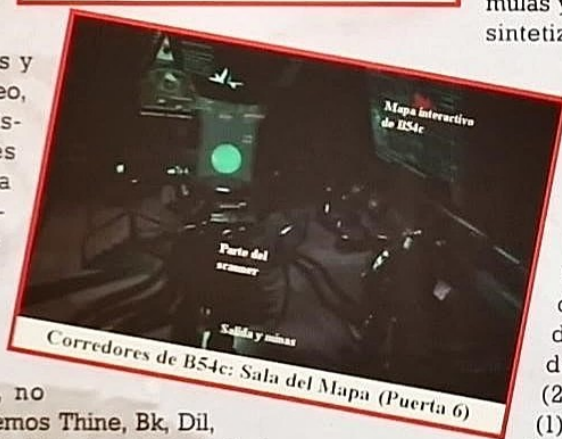 mulas y
sintetiz
s y
eo,
s-
es
a
-
Mapa interactivo
de B54c
Parte del
scanner
Salida y minas
Corredores de B54c: Sala del Mapa (Puerta 6)
no
emos Thine, Bk, Dil,
d
d
(2
(1)